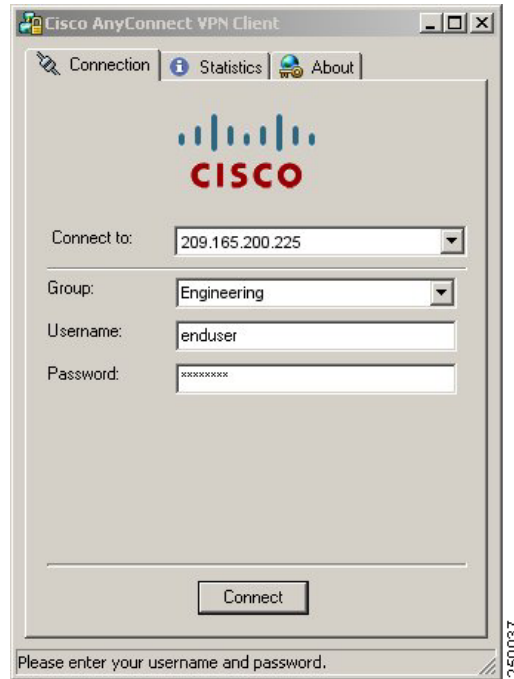 Cisco AnyConnect VPN Client
Connection Statistics About
CISCO
Connect to: 209.165.200.225
Group: Engineering
Username: enduser
Password: ××××××××
Connect
Please enter your username and password.
250037